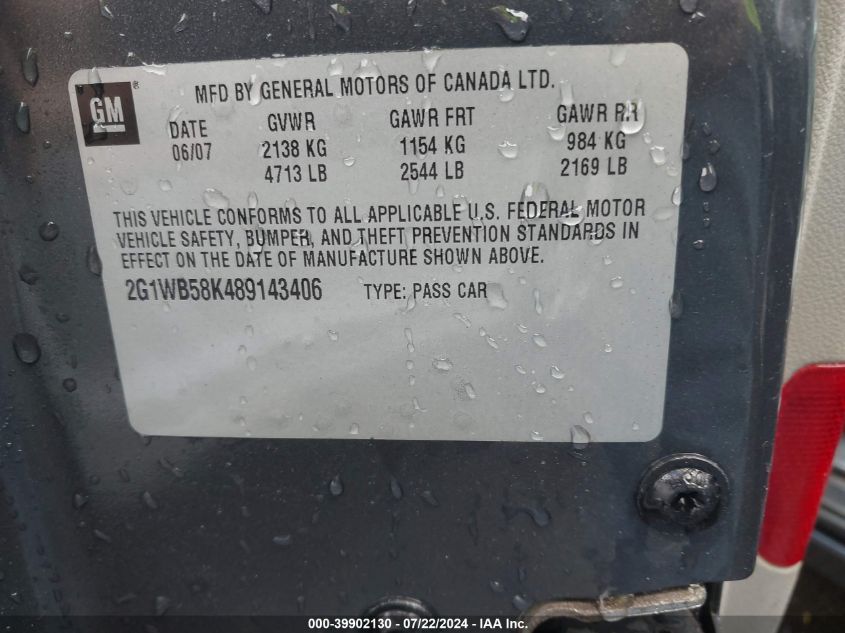 GM ®
MFD BY GENERAL MOTORS OF CANADA LTD.
DATE GVWR GAWR FRT GAWR RR
06/07 2138 KG 1154 KG 984 KG
4713 LB 2544 LB 2169 LB
THIS VEHICLE CONFORMS TO ALL APPLICABLE U.S. FEDERAL MOTOR
VEHICLE SAFETY, BUMPER, AND THEFT PREVENTION STANDARDS IN
EFFECT ON THE DATE OF MANUFACTURE SHOWN ABOVE.
2G1WB58K489143406 TYPE: PASS CAR
000-39902130 - 07/22/2024 - IAA Inc.